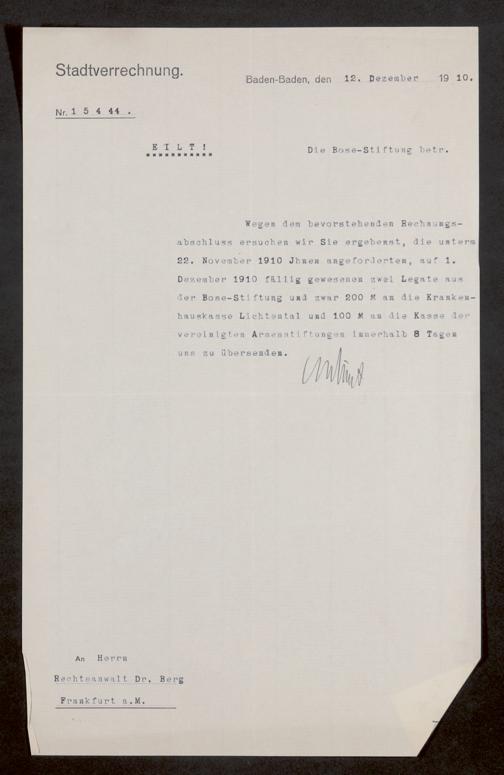 Stadtverrechnung.
Baden-Baden, den 12. Dezember 1910.
Nr. 1 5 4 44 .
E I L T !
Die Bose-Stiftung betr.
Wegen dem bevorstehenden Rechnungs-
abschluss ersuchen wir Sie ergebenst, die unterm
22. November 1910 Jhnen angeforderten, auf 1.
Dezember 1910 fällig gewesenen zwei Legate aus
der Bose-Stiftung und zwar 200 M an die Kranken-
hauskasse Lichtental und 100 M an die Kasse der
vereinigten Armenstiftungen innerhalb 8 Tagen
uns zu übersenden.
An Herrn
Rechtsanwalt Dr. Berg
Frankfurt a.M.